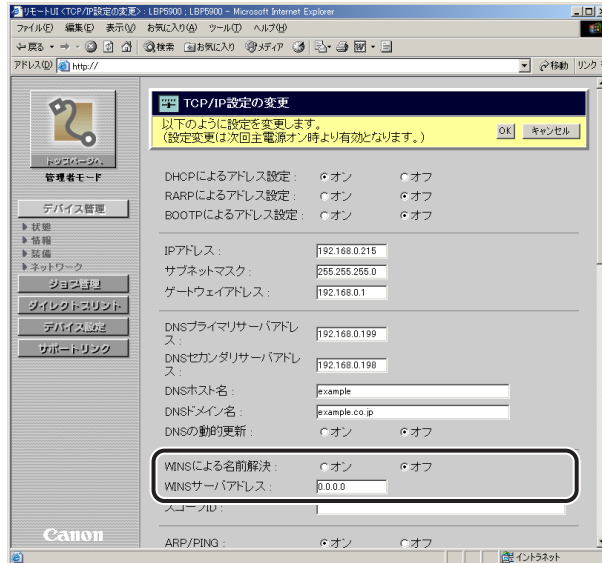 リモートUI <TCP/IP設定の変更> : LBP5900 ; LBP5900 - Microsoft Internet Explorer
ファイル(F) 編集(E) 表示(V) お気に入り(A) ツール(T) ヘルプ(H)
戻る 検索 お気に入り メディア
アドレス(D) http:// 移動 リンク
TCP/IP設定の変更
以下のように設定を変更します。
(設定変更は次回主電源オン時より有効となります。)
OK キャンセル
トップページへ
管理者モード
デバイス管理
状態
情報
装備
ネットワーク
ジョブ管理
ダイレクトプリント
デバイス設定
サポートリンク
Canon
DHCPによるアドレス設定 : オン オフ
RARPによるアドレス設定 : オン オフ
BOOTPによるアドレス設定 : オン オフ
IPアドレス : 192.168.0.215
サブネットマスク : 255.255.255.0
ゲートウェイアドレス : 192.168.0.1
DNSプライマリサーバアドレ
ス : 192.168.0.199
DNSセカンダリサーバアドレ
ス : 192.168.0.198
DNSホスト名 : example
DNSドメイン名 : example.co.jp
DNSの動的更新 : オン オフ
WINSによる名前解決 : オン オフ
WINSサーバアドレス : 0.0.0.0
スコープID :
ARP/PING : オン オフ
イントラネット